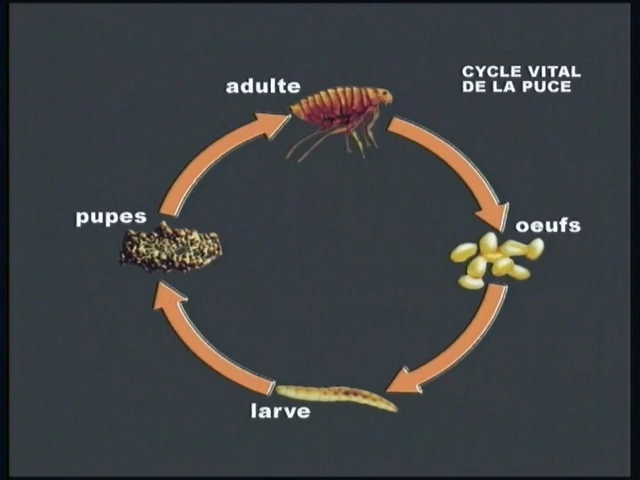 CYCLE VITAL
DE LA PUCE
adulte
oeufs
larve
pupes